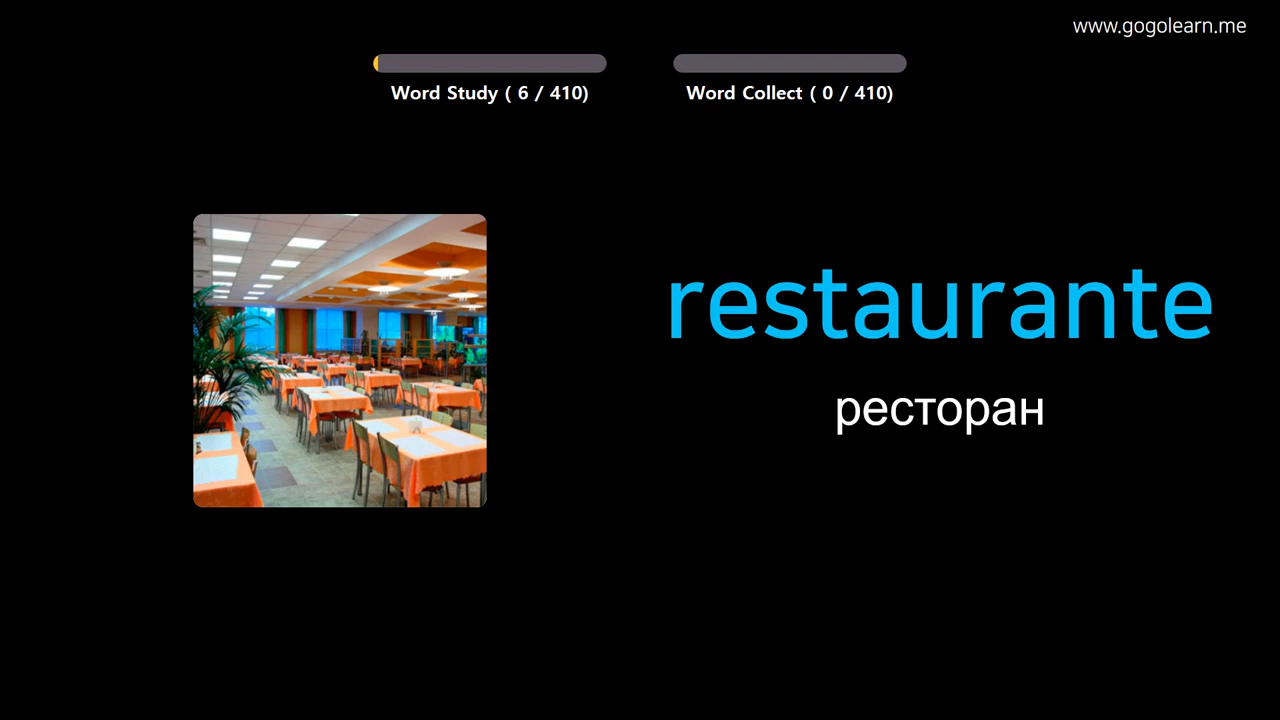 www.gogolearn.me
Word Study ( 6 / 410)
Word Collect ( 0 / 410)
restaurante
ресторан